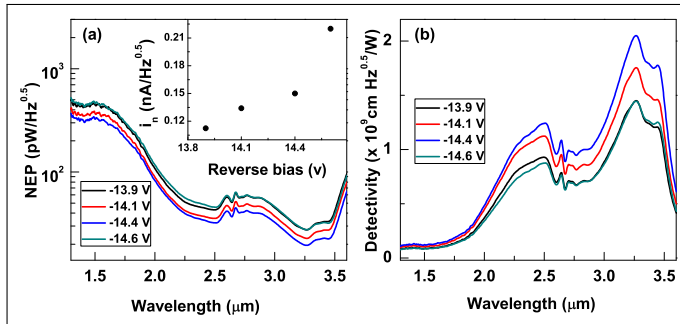 (a)
NEP (pW/Hz^0.5)
10^3
10^2
1.5
2.0
2.5
3.0
3.5
Wavelength (μm)
-13.9 V
-14.1 V
-14.4 V
-14.6 V
i_n (nA/Hz^0.5)
0.21
0.18
0.15
0.12
13.8
14.1
14.4
Reverse bias (v)
(b)
Detectivity (x 10^9 cm Hz^0.5/W)
2
1
0
1.5
2.0
2.5
3.0
3.5
Wavelength (μm)
-13.9 V
-14.1 V
-14.4 V
-14.6 V